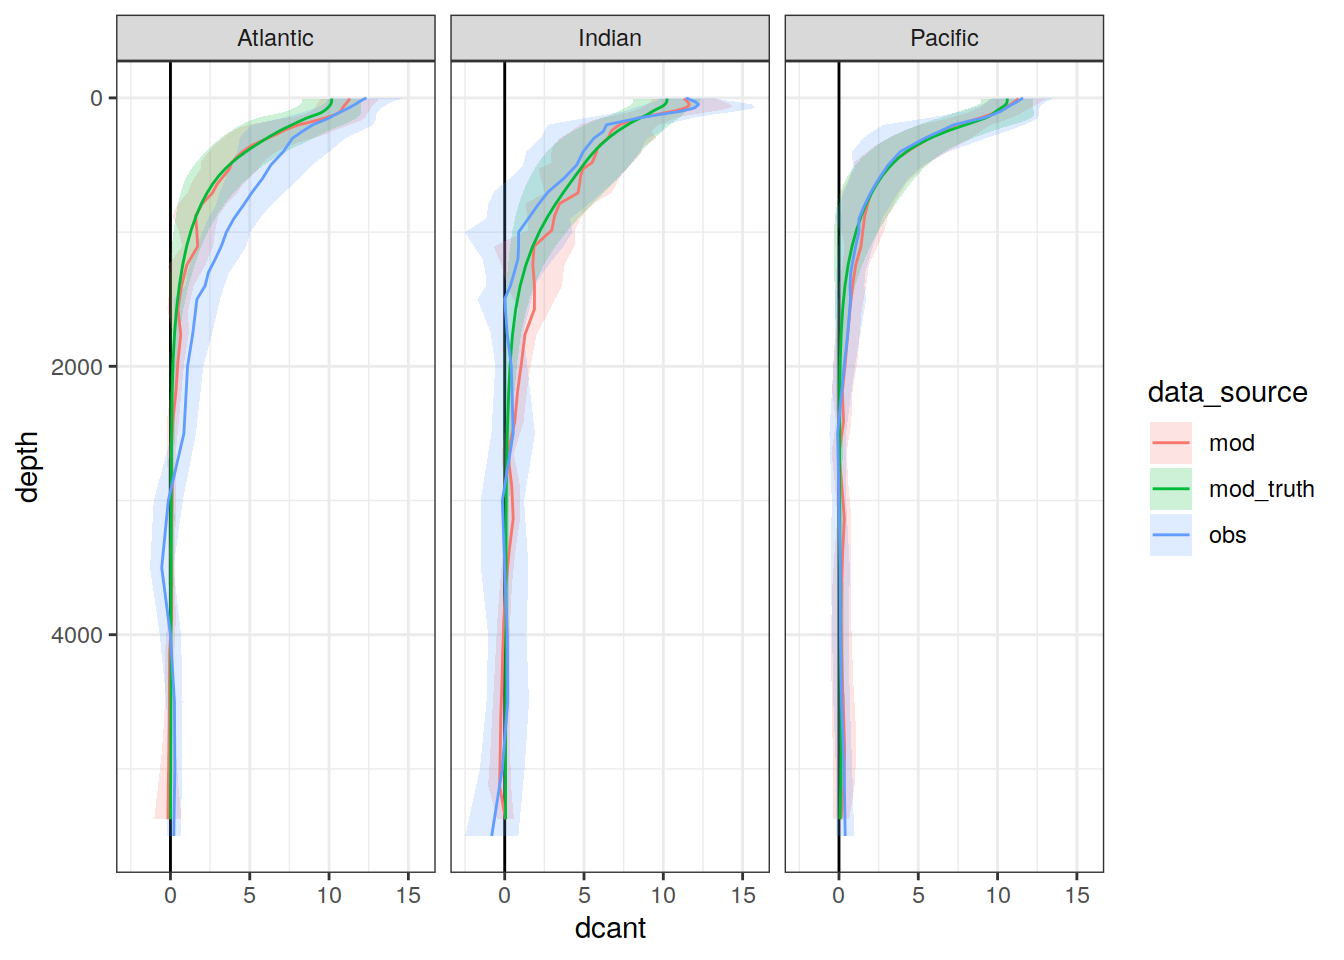 Atlantic Indian Pacific
0
2000
4000
depth
0 5 10 15 0 5 10 15 0 5 10 15
dcant
data_source
mod
mod_truth
obs